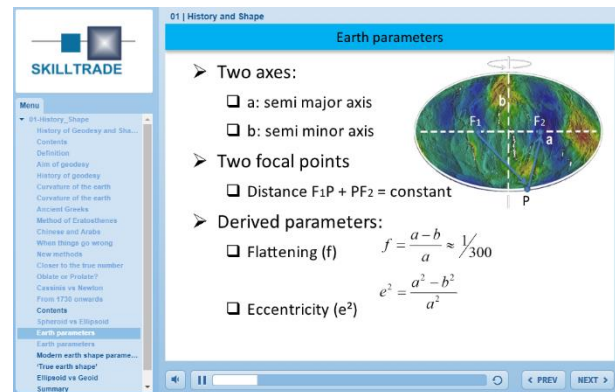 SKILLTRADE
Menu
01-History_Shape
History of Geodesy and Sha...
Contents
Definition
Aim of geodesy
History of geodesy
Curvature of the earth
Curvature of the earth
Ancient Greeks
Method of Eratosthenes
Chinese and Arabs
When things go wrong
New methods
Closer to the true number
Oblate or Prolate?
Cassinis vs Newton
From 1730 onwards
Contents
Spheroid vs Ellipsoid
Earth parameters
Earth parameters
Modern earth shape parame...
'True earth shape'
Ellipsoid vs Geoid
Summary
01 | History and Shape
Earth parameters
Two axes:
a: semi major axis
b: semi minor axis
Two focal points
Distance F1P + PF2 = constant
Derived parameters:
Flattening (f) f = (a − b)/a ≈ 1/300
Eccentricity (e²) e² = (a² − b²)/a²
b
F1
F2
a
P
< PREV
NEXT >